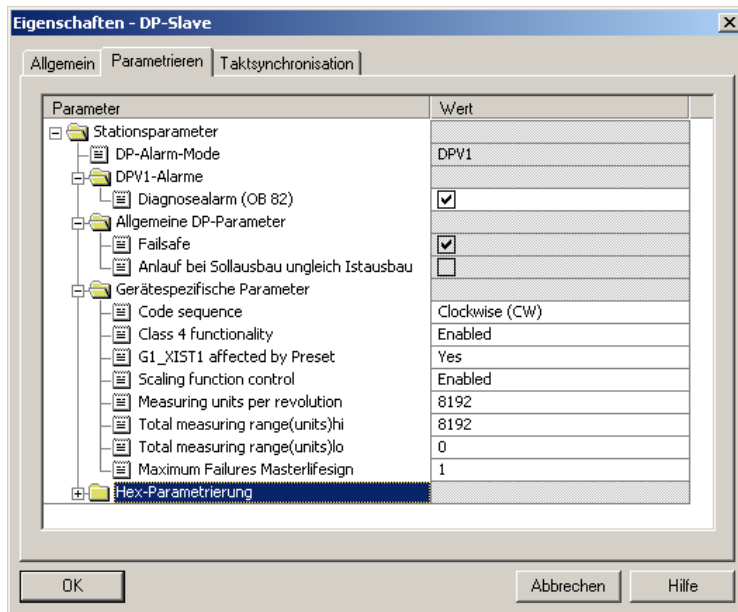 Eigenschaften - DP-Slave
Allgemein Parametrieren Taktsynchronisation
Parameter Wert
Stationsparameter
DP-Alarm-Mode DPV1
DPV1-Alarme
Diagnosealarm (OB 82)
Allgemeine DP-Parameter
Failsafe
Anlauf bei Sollausbau ungleich Istausbau
Gerätespezifische Parameter
Code sequence Clockwise (CW)
Class 4 functionality Enabled
G1_XIST1 affected by Preset Yes
Scaling function control Enabled
Measuring units per revolution 8192
Total measuring range(units)hi 8192
Total measuring range(units)lo 0
Maximum Failures Masterlifesign 1
Hex-Parametrierung
OK Abbrechen Hilfe